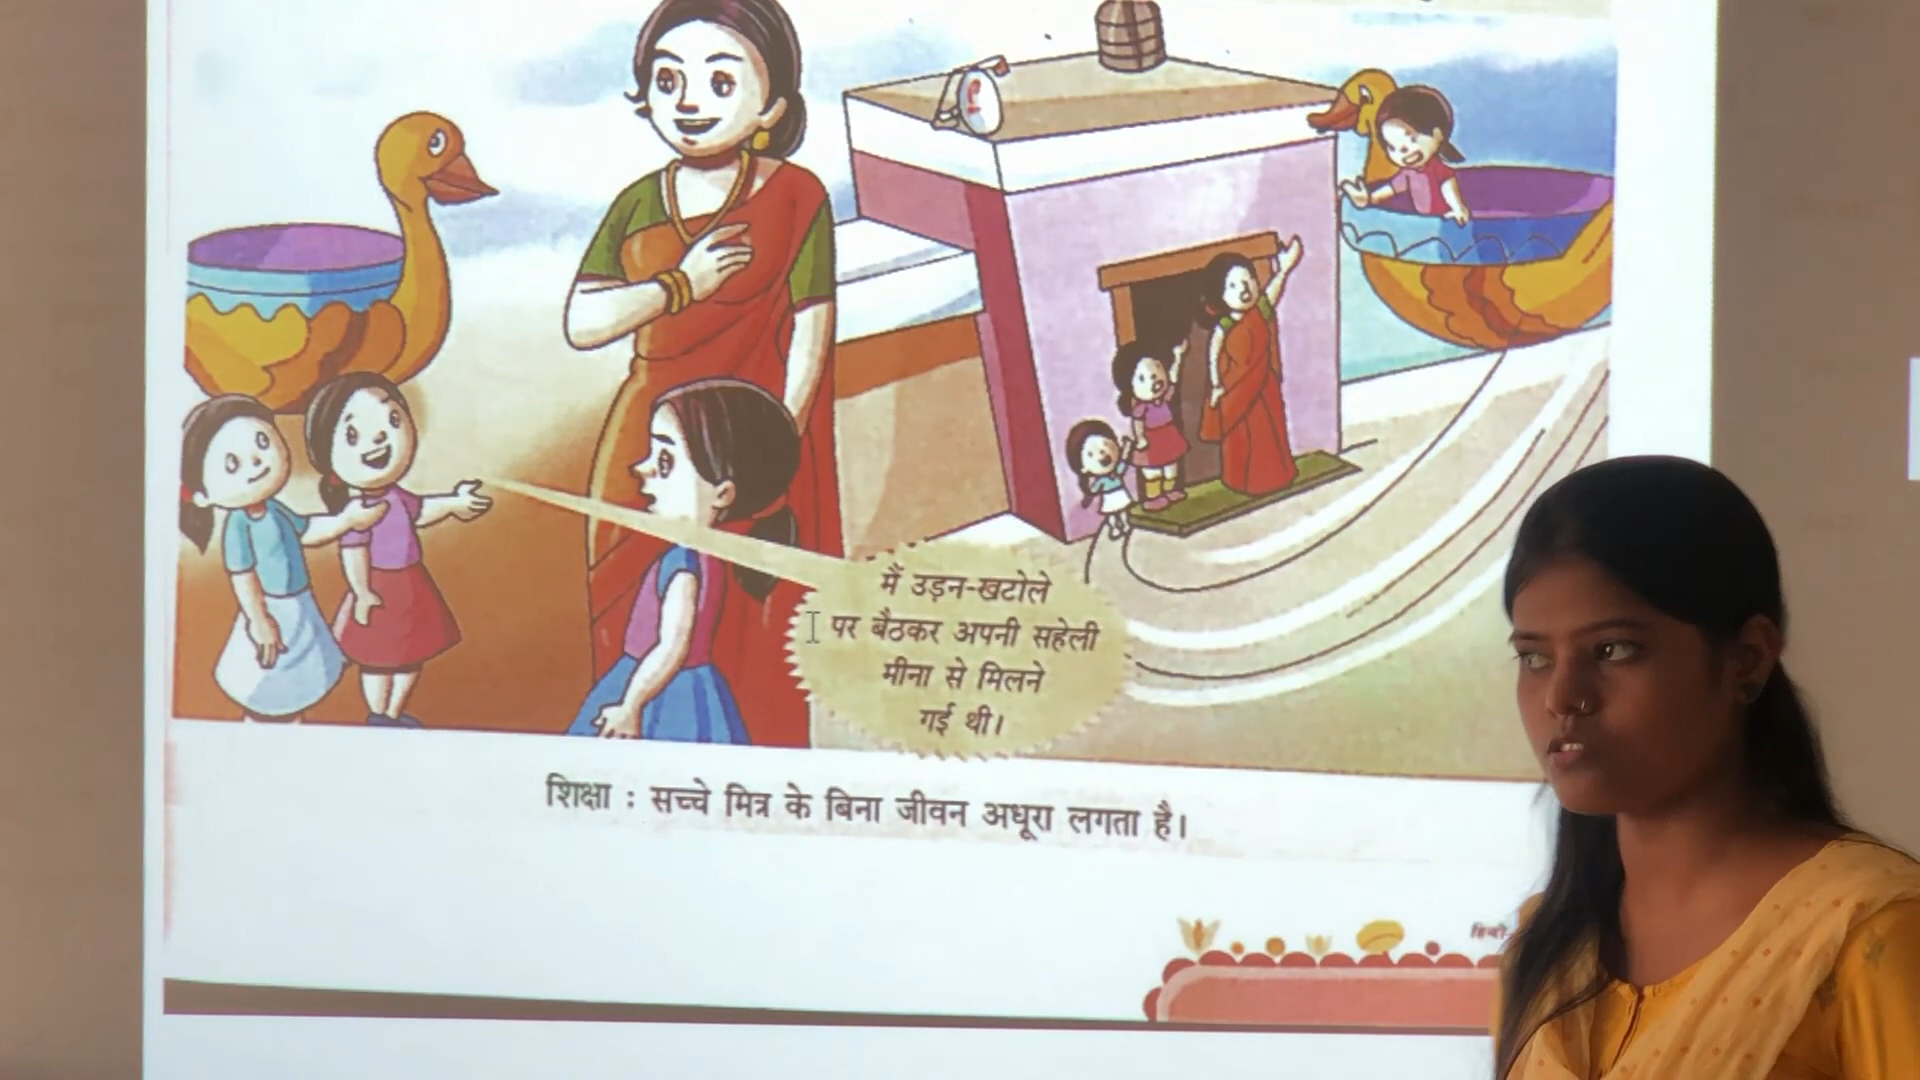 मैं उड़न-खटोले
पर बैठकर अपनी सहेली
मीना से मिलने
गई थी।
शिक्षा : सच्चे मित्र के बिना जीवन अधूरा लगता है।
हिन्दी-